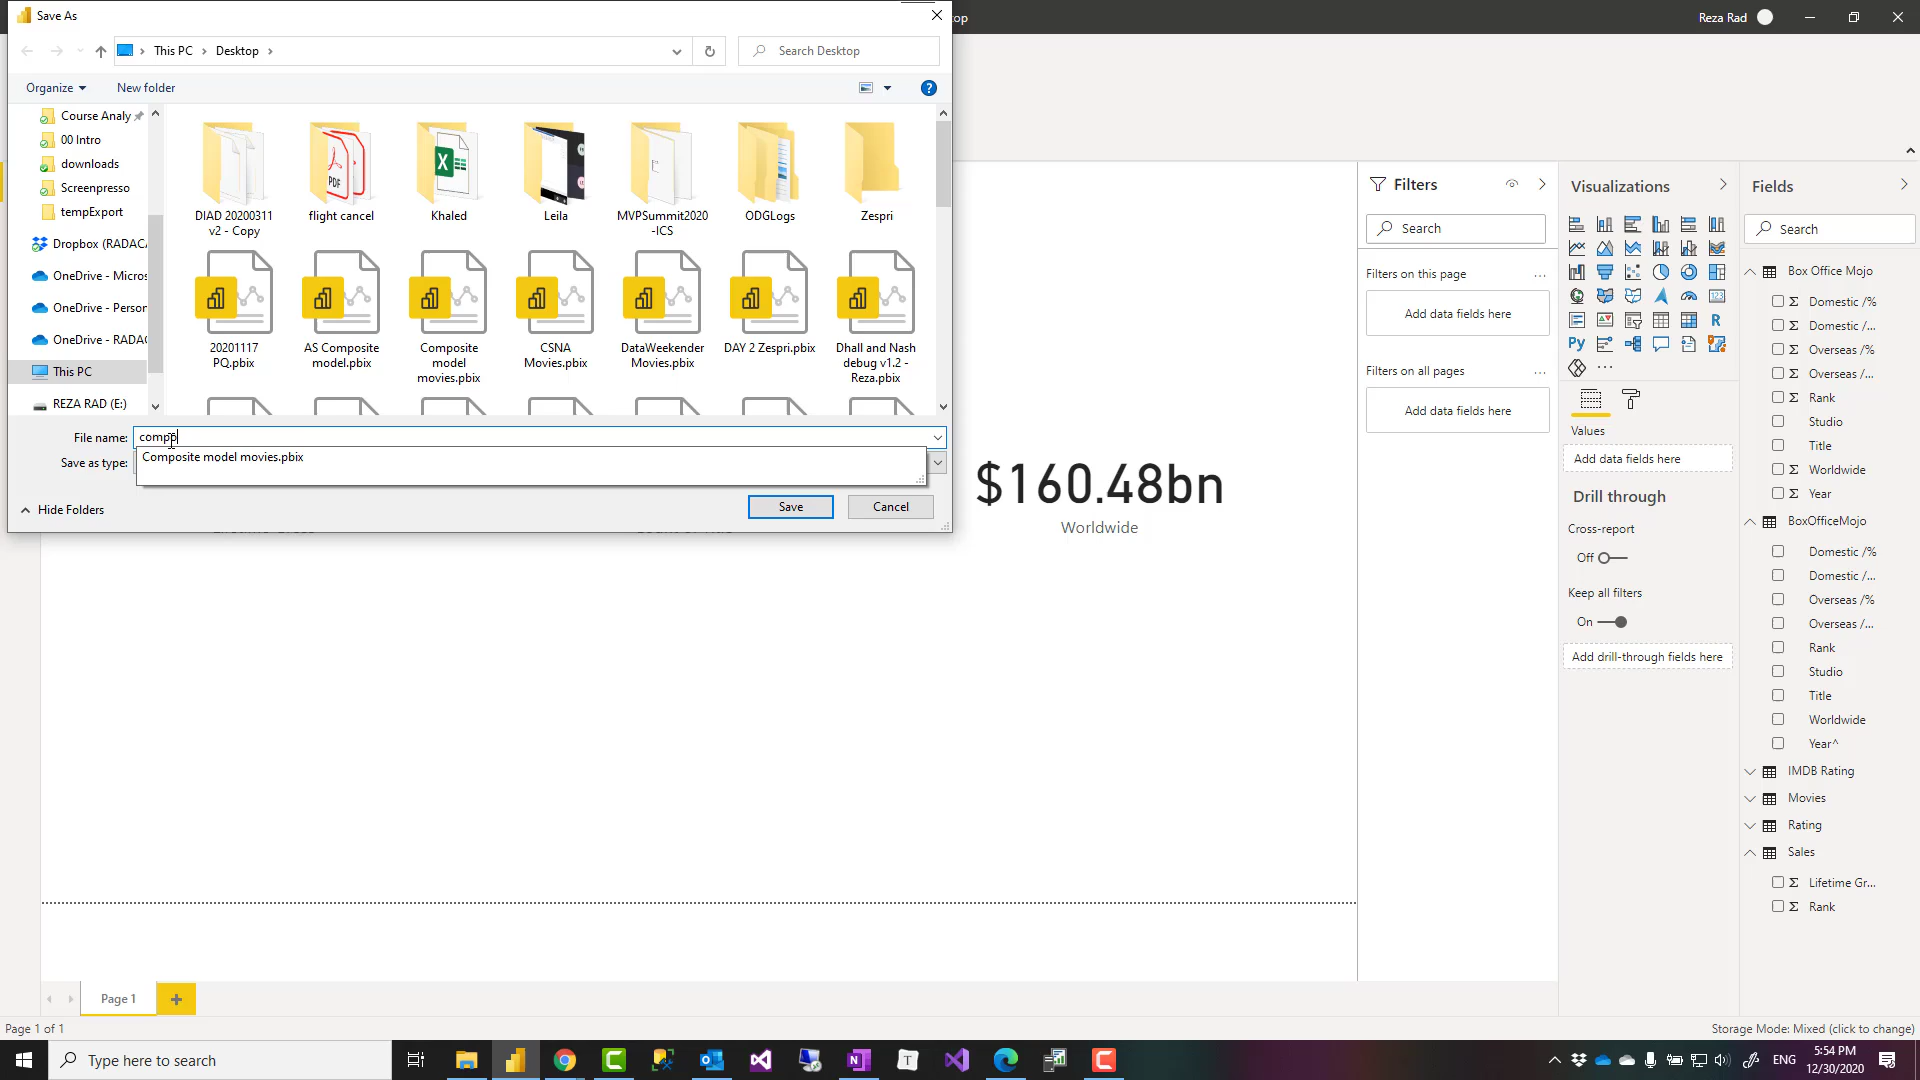 Save As
op
Reza Rad
This PC
Desktop
Search Desktop
Organize
New folder
Course Analy
00 Intro
downloads
Screenpresso
tempExport
Dropbox (RADACA
OneDrive - Micros
OneDrive - Person
OneDrive - RADAC
This PC
REZA RAD (E:)
DIAD 20200311
v2 - Copy
flight cancel
Khaled
Leila
MVPSummit2020
-ICS
ODGLogs
Zespri
20201117
PQ.pbix
AS Composite
model.pbix
Composite
model
movies.pbix
CSNA
Movies.pbix
DataWeekender
Movies.pbix
DAY 2 Zespri.pbix
Dhall and Nash
debug v1.2 -
Reza.pbix
File name:
compp
Save as type:
Composite model movies.pbix
Hide Folders
Save
Cancel
$160.48bn
Worldwide
Filters
Search
Filters on this page
...
Add data fields here
Filters on all pages
...
Add data fields here
Visualizations
R
Py
...
Values
Add data fields here
Drill through
Cross-report
Off
Keep all filters
On
Add drill-through fields here
Fields
Search
Box Office Mojo
Domestic /%
Domestic /...
Overseas /%
Overseas /...
Rank
Studio
Title
Worldwide
Year
BoxOfficeMojo
Domestic /%
Domestic /...
Overseas /%
Overseas /...
Rank
Studio
Title
Worldwide
Year^
IMDB Rating
Movies
Rating
Sales
Lifetime Gr...
Rank
Page 1
Page 1 of 1
Storage Mode: Mixed (click to change)
Type here to search
ENG
5:54 PM
12/30/2020